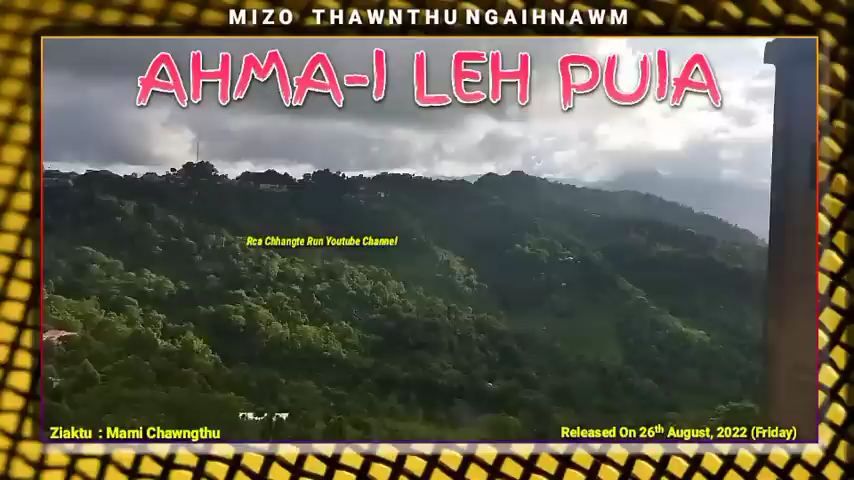 MIZO THAWNTHU NGAIHNAWM
AHMA-I LEH PUIA
Rca Chhangte Run Youtube Channel
Ziaktu : Mami Chawngthu
Released On 26th August, 2022 (Friday)